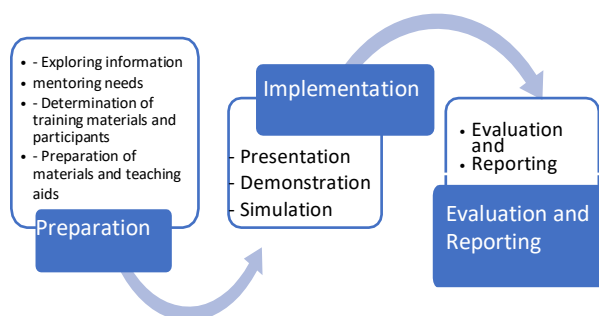 • - Exploring information
• mentoring needs
• - Determination of
training materials and
participants
• - Preparation of
materials and teaching
aids
Preparation
Implementation
- Presentation
- Demonstration
- Simulation
• Evaluation
and
• Reporting
Evaluation and
Reporting